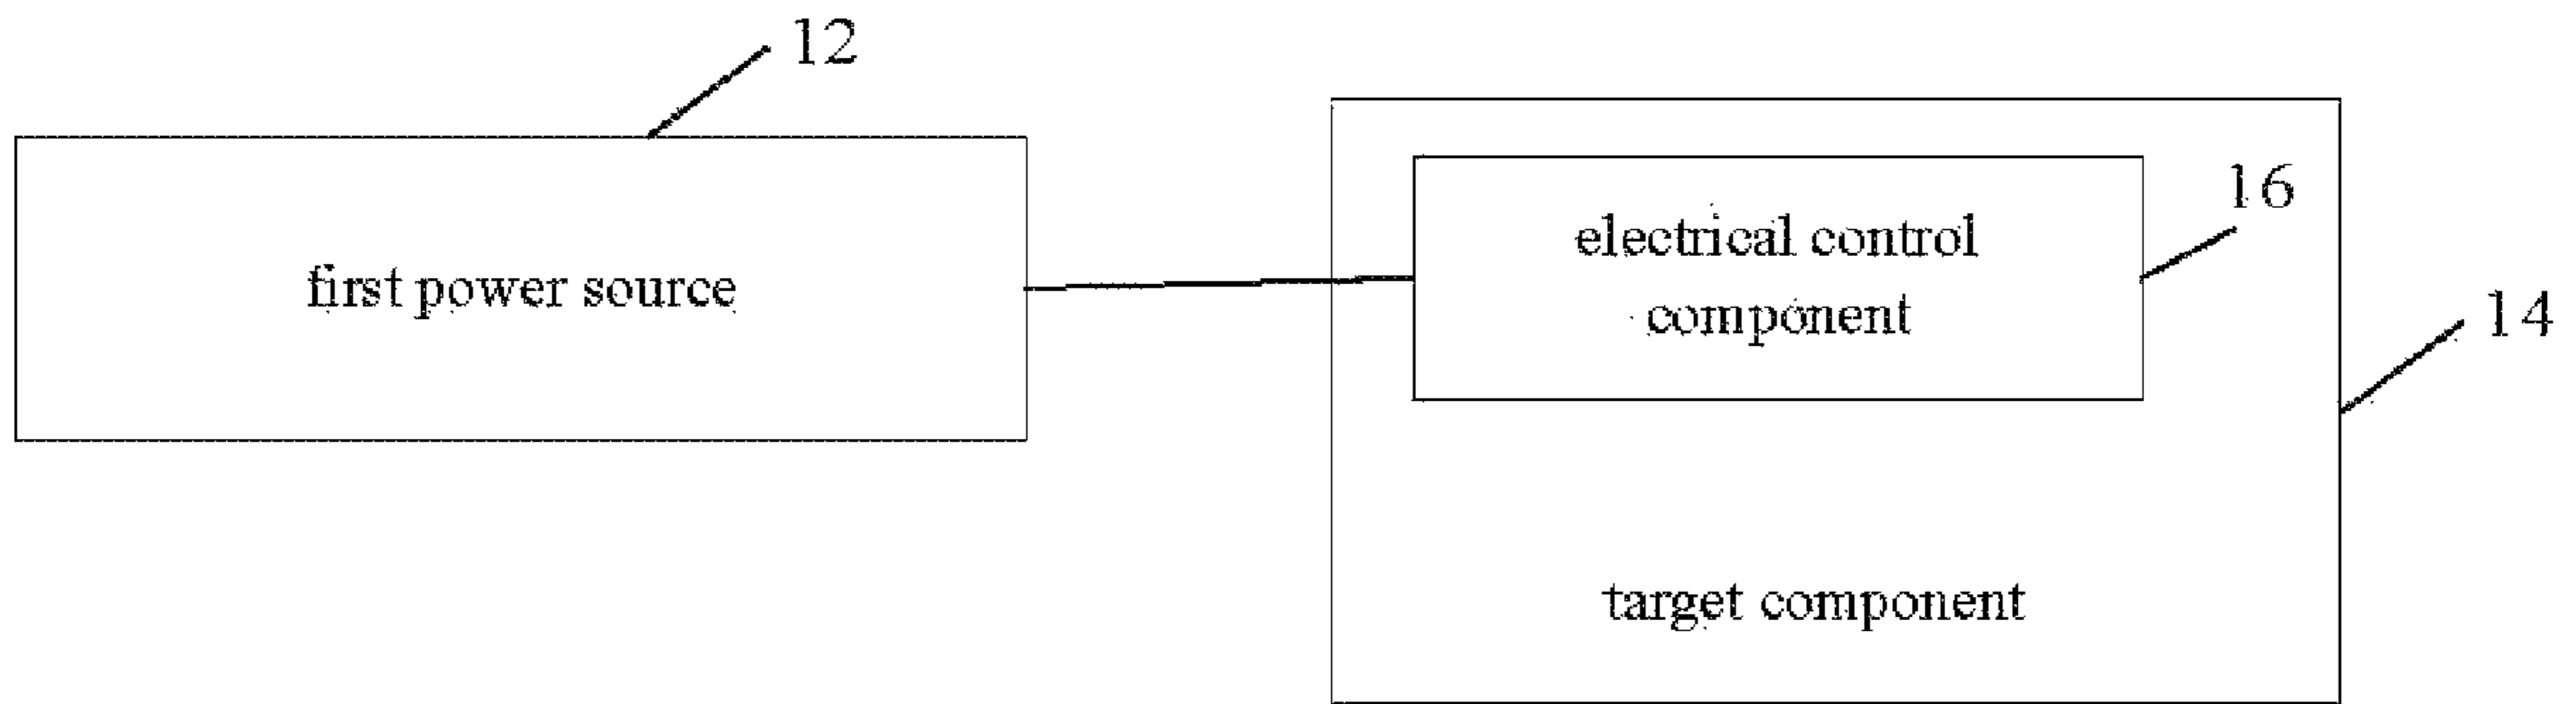 12
first power source
electrical control
component
16
14
target component